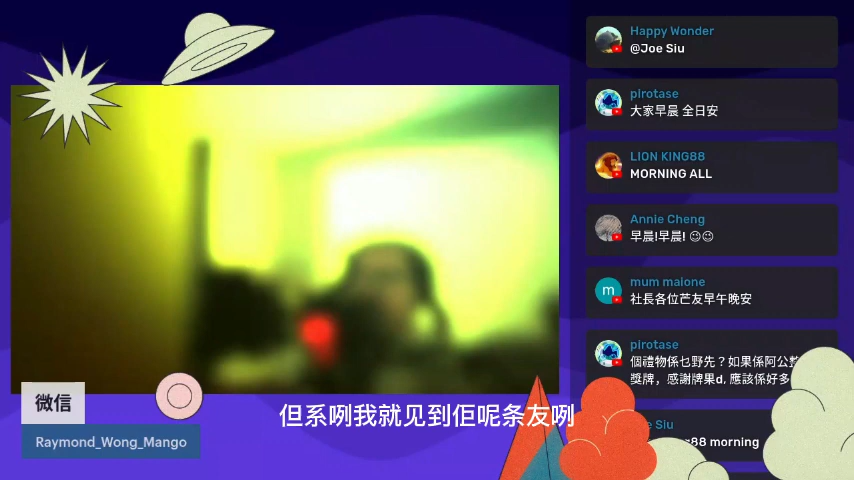 Happy Wonder
@Joe Siu
pirotase
大家早晨 全日安
LION KING88
MORNING ALL
Annie Cheng
早晨!早晨! ☺☺
m
mum maione
社長各位芒友早午晚安
pirotase
個禮物係乜野先？如果係阿公整
獎牌，感謝牌果d, 應該係好多
Siu
88 morning
微信
Raymond_Wong_Mango
但系咧我就见到佢呢条友咧